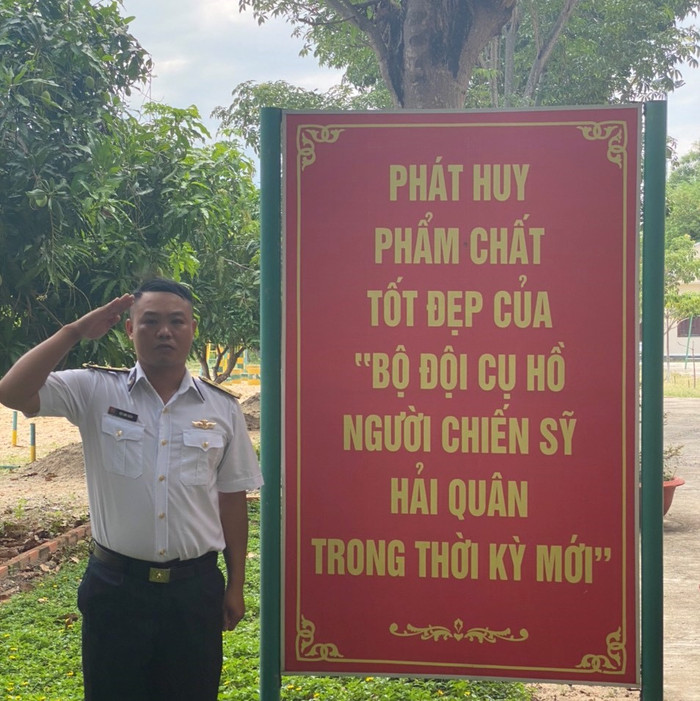 PHÁT HUY
PHẨM CHẤT
TỐT ĐẸP CỦA
"BỘ ĐỘI CỤ HỒ
NGƯỜI CHIẾN SỸ
HẢI QUÂN
TRONG THỜI KỲ MỚI"